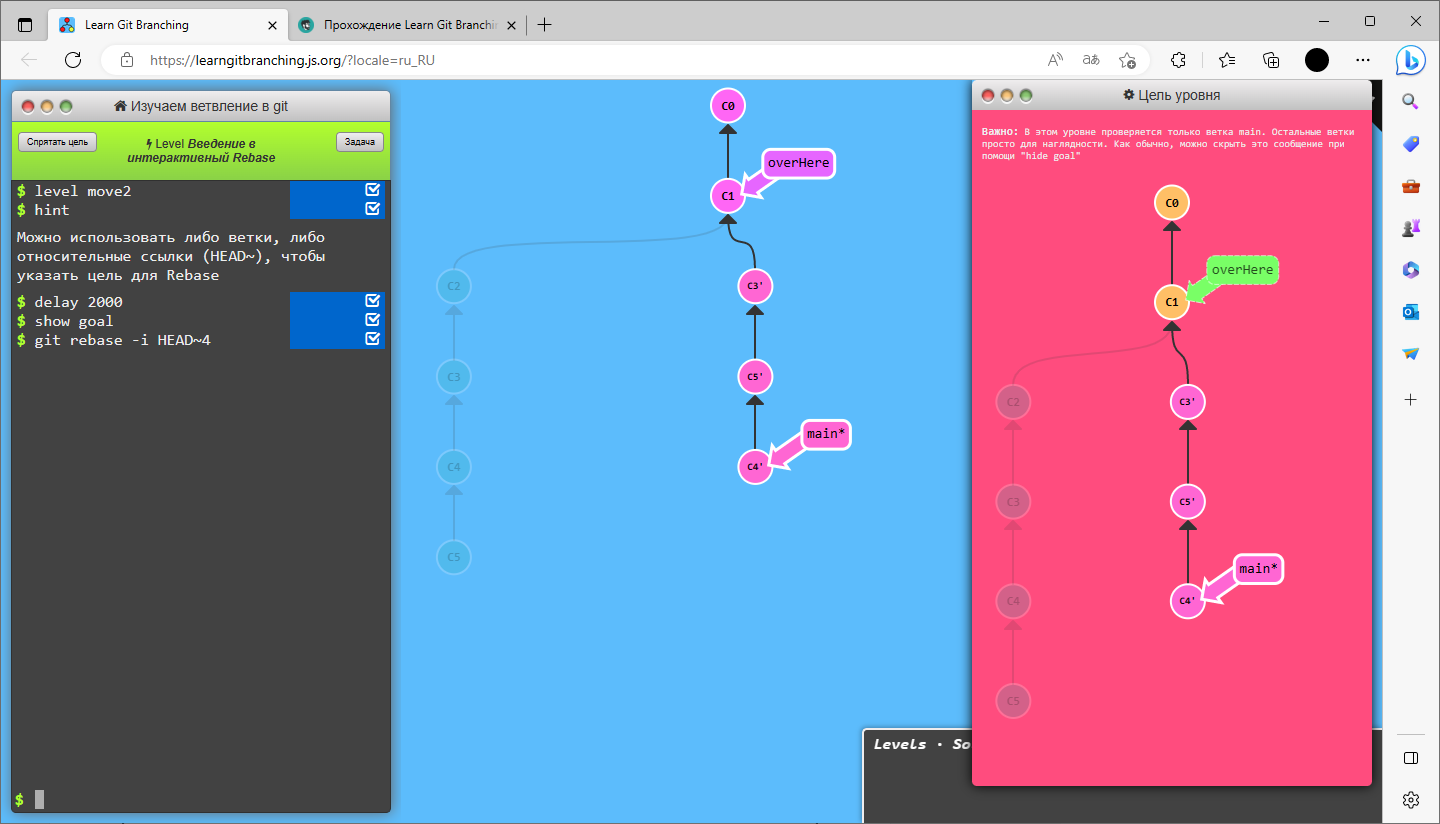 Learn Git Branching
Прохождение Learn Git Branchin
https://learngitbranching.js.org/?locale=ru_RU
Изучаем ветвление в git
Спрятать цель
Level Введение в
интерактивный Rebase
Задача
$ level move2
$ hint
Можно использовать либо ветки, либо
относительные ссылки (HEAD~), чтобы
указать цель для Rebase
$ delay 2000
$ show goal
$ git rebase -i HEAD~4
$
C0
overHere
C1
C2
C3'
C3
C5'
main*
C4
C4'
C5
Levels · So
Цель уровня
Важно: В этом уровне проверяется только ветка main. Остальные ветки
просто для наглядности. Как обычно, можно скрыть это сообщение при
помощи "hide goal"
C0
overHere
C1
C2
C3'
C3
C5'
main*
C4
C4'
C5